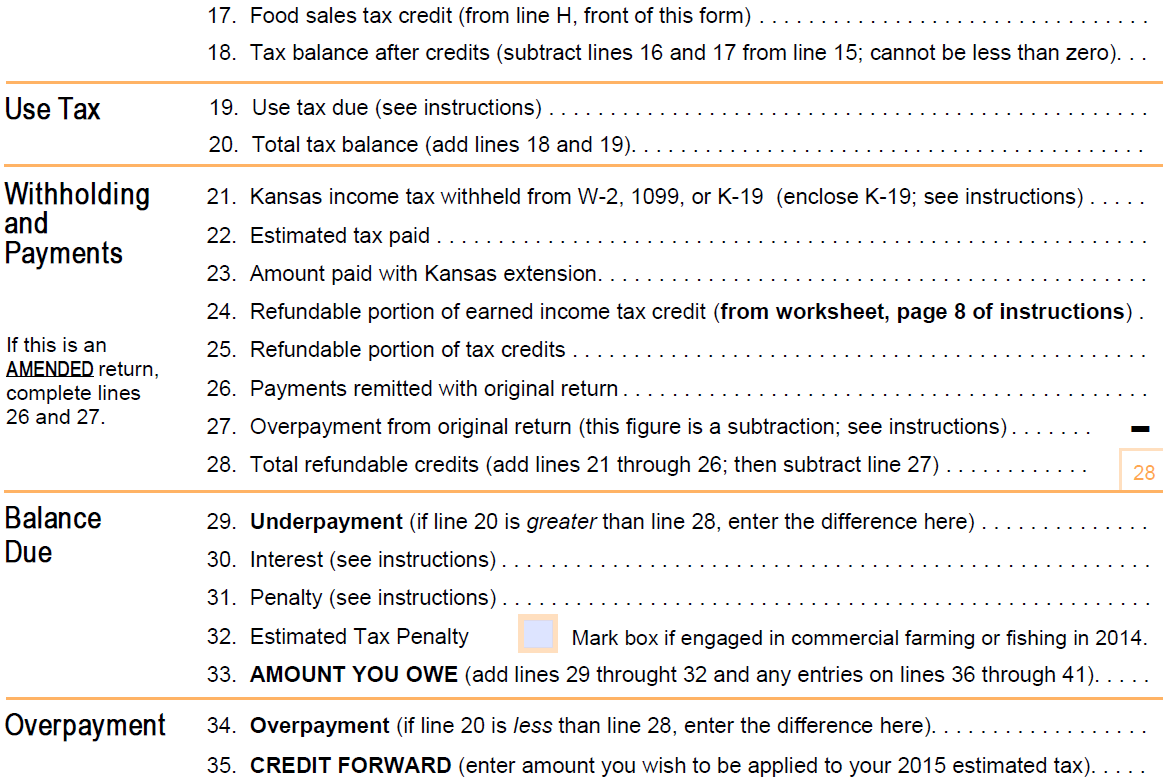 17. Food sales tax credit (from line H, front of this form) . . . . . . . . . . . . . . . . . . . . . . . . . . . . . . . .
18. Tax balance after credits (subtract lines 16 and 17 from line 15; cannot be less than zero). . .
Use Tax
19. Use tax due (see instructions) . . . . . . . . . . . . . . . . . . . . . . . . . . . . . . . . . . . . . . . . . . . . . . . . .
20. Total tax balance (add lines 18 and 19). . . . . . . . . . . . . . . . . . . . . . . . . . . . . . . . . . . . . . . . . .
Withholding
and
Payments
21. Kansas income tax withheld from W-2, 1099, or K-19 (enclose K-19; see instructions) . . . . .
22. Estimated tax paid . . . . . . . . . . . . . . . . . . . . . . . . . . . . . . . . . . . . . . . . . . . . . . . . . . . . . . . . . .
23. Amount paid with Kansas extension. . . . . . . . . . . . . . . . . . . . . . . . . . . . . . . . . . . . . . . . . . . . .
24. Refundable portion of earned income tax credit (from worksheet, page 8 of instructions) .
If this is an
AMENDED return,
complete lines
26 and 27.
25. Refundable portion of tax credits . . . . . . . . . . . . . . . . . . . . . . . . . . . . . . . . . . . . . . . . . . . . . . .
26. Payments remitted with original return . . . . . . . . . . . . . . . . . . . . . . . . . . . . . . . . . . . . . . . . . . .
27. Overpayment from original return (this figure is a subtraction; see instructions) . . . . . . . –
28. Total refundable credits (add lines 21 through 26; then subtract line 27) . . . . . . . . . . . . 28
Balance
Due
29. Underpayment (if line 20 is greater than line 28, enter the difference here) . . . . . . . . . . . . . .
30. Interest (see instructions) . . . . . . . . . . . . . . . . . . . . . . . . . . . . . . . . . . . . . . . . . . . . . . . . . . . . .
31. Penalty (see instructions) . . . . . . . . . . . . . . . . . . . . . . . . . . . . . . . . . . . . . . . . . . . . . . . . . . . . .
32. Estimated Tax Penalty Mark box if engaged in commercial farming or fishing in 2014.
33. AMOUNT YOU OWE (add lines 29 throught 32 and any entries on lines 36 through 41). . . . .
Overpayment
34. Overpayment (if line 20 is less than line 28, enter the difference here). . . . . . . . . . . . . . . . . .
35. CREDIT FORWARD (enter amount you wish to be applied to your 2015 estimated tax). . . . .